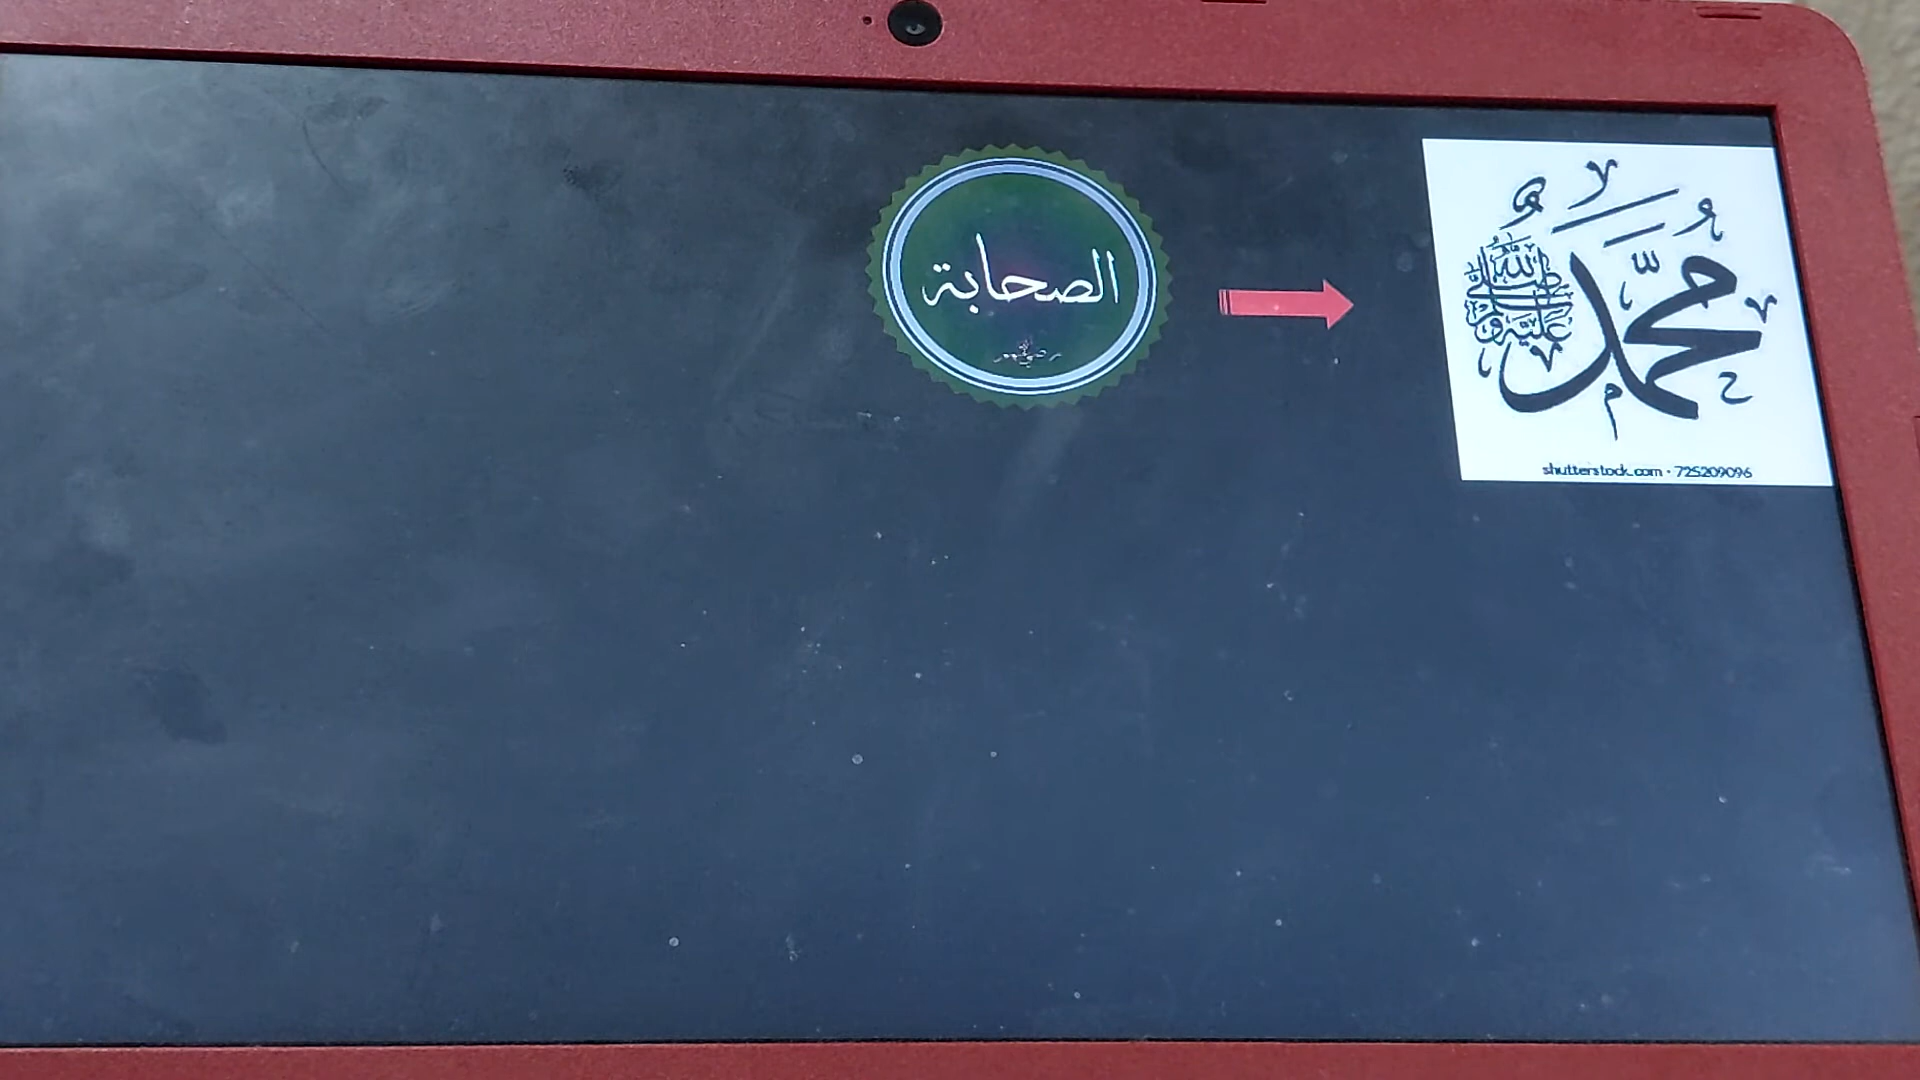 الصحابة
محمد
صلى الله عليه وسلم
shutterstock.com · 725209096